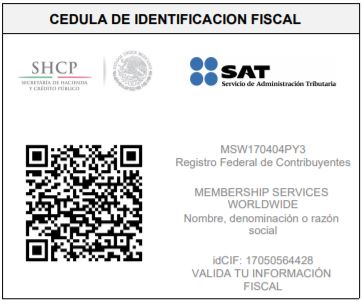 CEDULA DE IDENTIFICACION FISCAL
SHCP
SECRETARÍA DE HACIENDA
Y CRÉDITO PÚBLICO
SAT
Servicio de Administración Tributaria
MSW170404PY3
Registro Federal de Contribuyentes
MEMBERSHIP SERVICES
WORLDWIDE
Nombre, denominación o razón
social
idCIF: 17050564428
VALIDA TU INFORMACIÓN
FISCAL